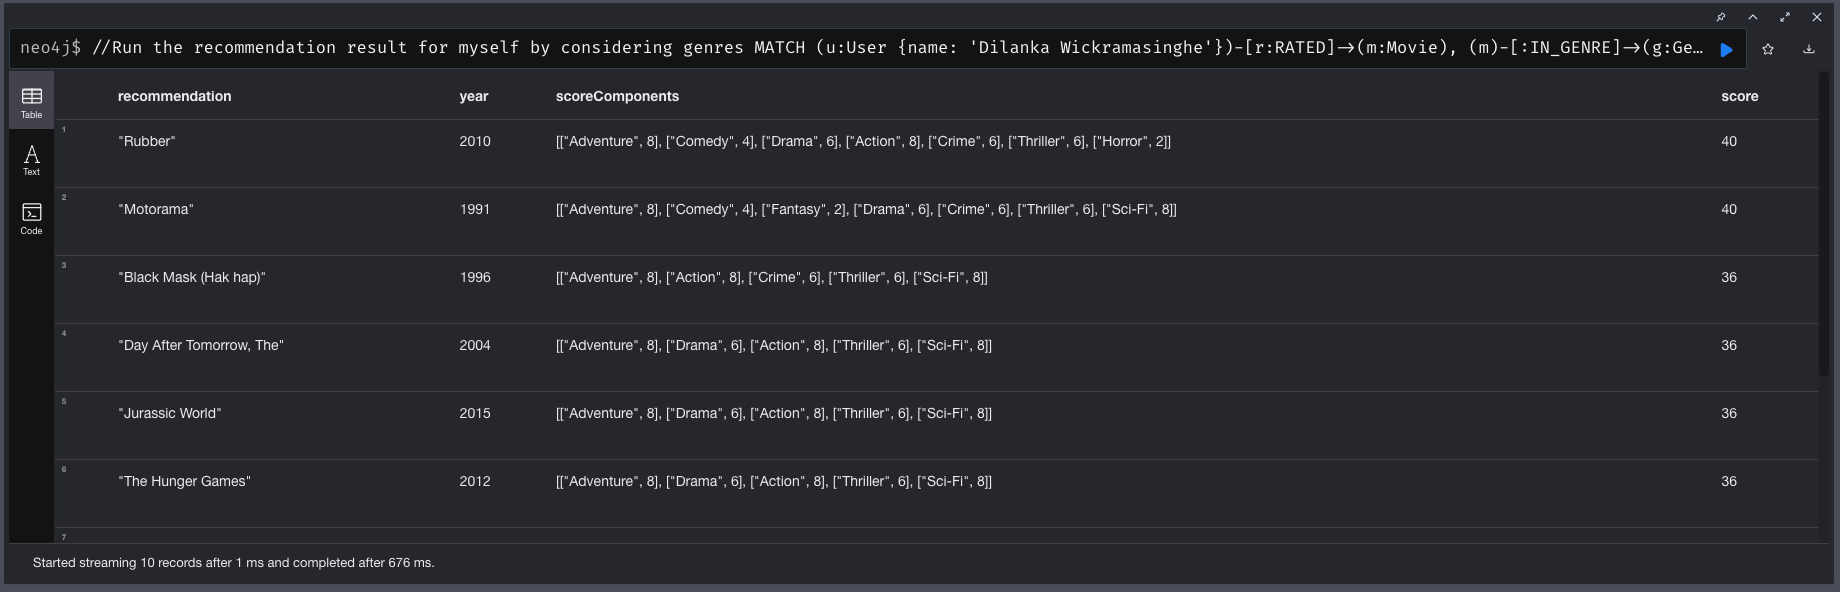 neo4j$ //Run the recommendation result for myself by considering genres MATCH (u:User {name: 'Dilanka Wickramasinghe'})-[r:RATED]→(m:Movie), (m)-[:IN_GENRE]→(g:Ge…
Table
Text
Code
recommendation year scoreComponents score
1
"Rubber" 2010 [["Adventure", 8], ["Comedy", 4], ["Drama", 6], ["Action", 8], ["Crime", 6], ["Thriller", 6], ["Horror", 2]] 40
2
"Motorama" 1991 [["Adventure", 8], ["Comedy", 4], ["Fantasy", 2], ["Drama", 6], ["Crime", 6], ["Thriller", 6], ["Sci-Fi", 8]] 40
3
"Black Mask (Hak hap)" 1996 [["Adventure", 8], ["Action", 8], ["Crime", 6], ["Thriller", 6], ["Sci-Fi", 8]] 36
4
"Day After Tomorrow, The" 2004 [["Adventure", 8], ["Drama", 6], ["Action", 8], ["Thriller", 6], ["Sci-Fi", 8]] 36
5
"Jurassic World" 2015 [["Adventure", 8], ["Drama", 6], ["Action", 8], ["Thriller", 6], ["Sci-Fi", 8]] 36
6
"The Hunger Games" 2012 [["Adventure", 8], ["Drama", 6], ["Action", 8], ["Thriller", 6], ["Sci-Fi", 8]] 36
7
Started streaming 10 records after 1 ms and completed after 676 ms.